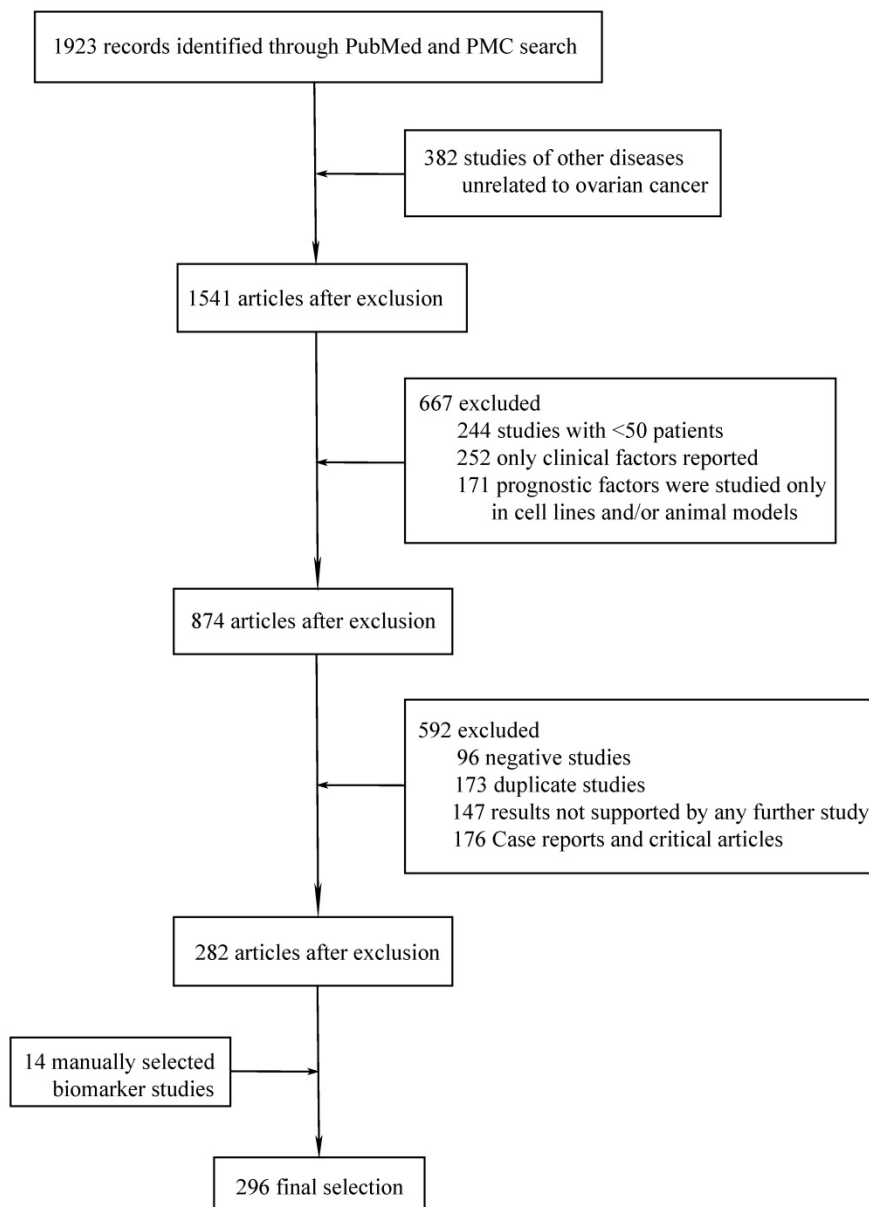 1923 records identified through PubMed and PMC search
382 studies of other diseases
unrelated to ovarian cancer
1541 articles after exclusion
667 excluded
244 studies with <50 patients
252 only clinical factors reported
171 prognostic factors were studied only
in cell lines and/or animal models
874 articles after exclusion
592 excluded
96 negative studies
173 duplicate studies
147 results not supported by any further study
176 Case reports and critical articles
282 articles after exclusion
14 manually selected
biomarker studies
296 final selection